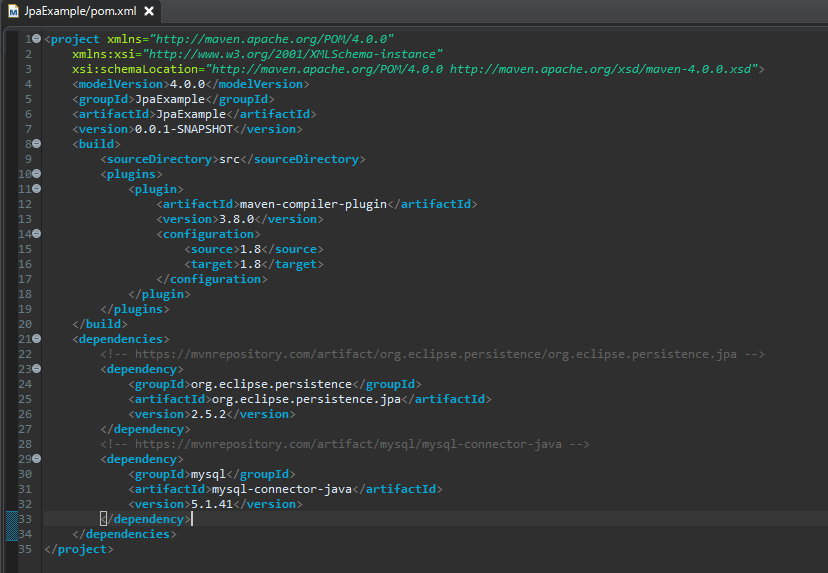 JpaExample/pom.xml
1 <project xmlns="http://maven.apache.org/POM/4.0.0"
2     xmlns:xsi="http://www.w3.org/2001/XMLSchema-instance"
3     xsi:schemaLocation="http://maven.apache.org/POM/4.0.0 http://maven.apache.org/xsd/maven-4.0.0.xsd">
4     <modelVersion>4.0.0</modelVersion>
5     <groupId>JpaExample</groupId>
6     <artifactId>JpaExample</artifactId>
7     <version>0.0.1-SNAPSHOT</version>
8     <build>
9         <sourceDirectory>src</sourceDirectory>
10         <plugins>
11             <plugin>
12                 <artifactId>maven-compiler-plugin</artifactId>
13                 <version>3.8.0</version>
14                 <configuration>
15                     <source>1.8</source>
16                     <target>1.8</target>
17                 </configuration>
18             </plugin>
19         </plugins>
20     </build>
21     <dependencies>
22         <!-- https://mvnrepository.com/artifact/org.eclipse.persistence/org.eclipse.persistence.jpa -->
23         <dependency>
24             <groupId>org.eclipse.persistence</groupId>
25             <artifactId>org.eclipse.persistence.jpa</artifactId>
26             <version>2.5.2</version>
27         </dependency>
28         <!-- https://mvnrepository.com/artifact/mysql/mysql-connector-java -->
29         <dependency>
30             <groupId>mysql</groupId>
31             <artifactId>mysql-connector-java</artifactId>
32             <version>5.1.41</version>
33         </dependency>
34     </dependencies>
35 </project>